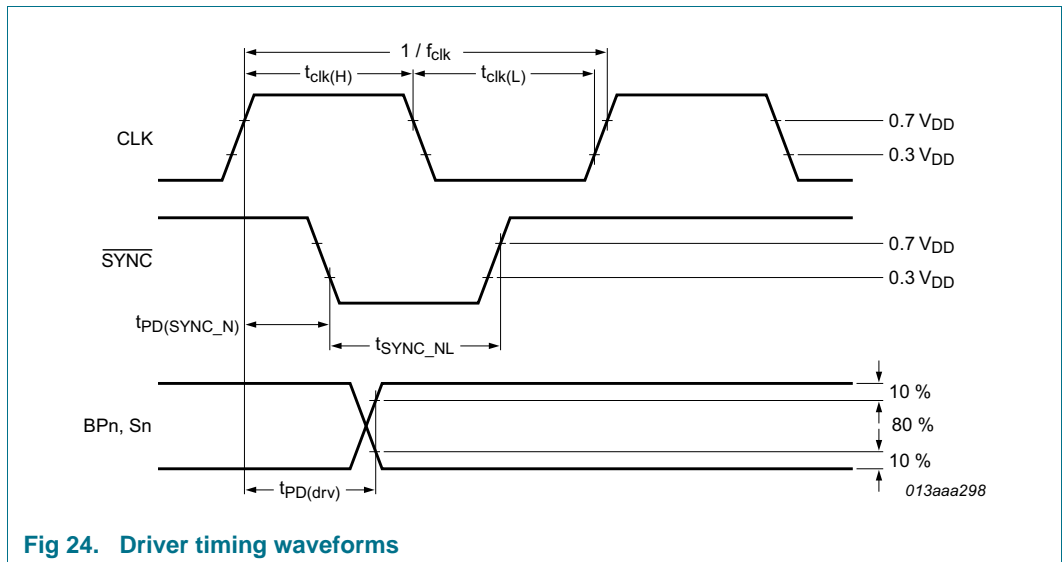 1 / fclk
tclk(H)
tclk(L)
CLK
0.7 VDD
0.3 VDD
SYNC
0.7 VDD
0.3 VDD
tPD(SYNC_N)
tSYNC_NL
BPn, Sn
10 %
80 %
10 %
tPD(drv)
013aaa298
Fig 24. Driver timing waveforms